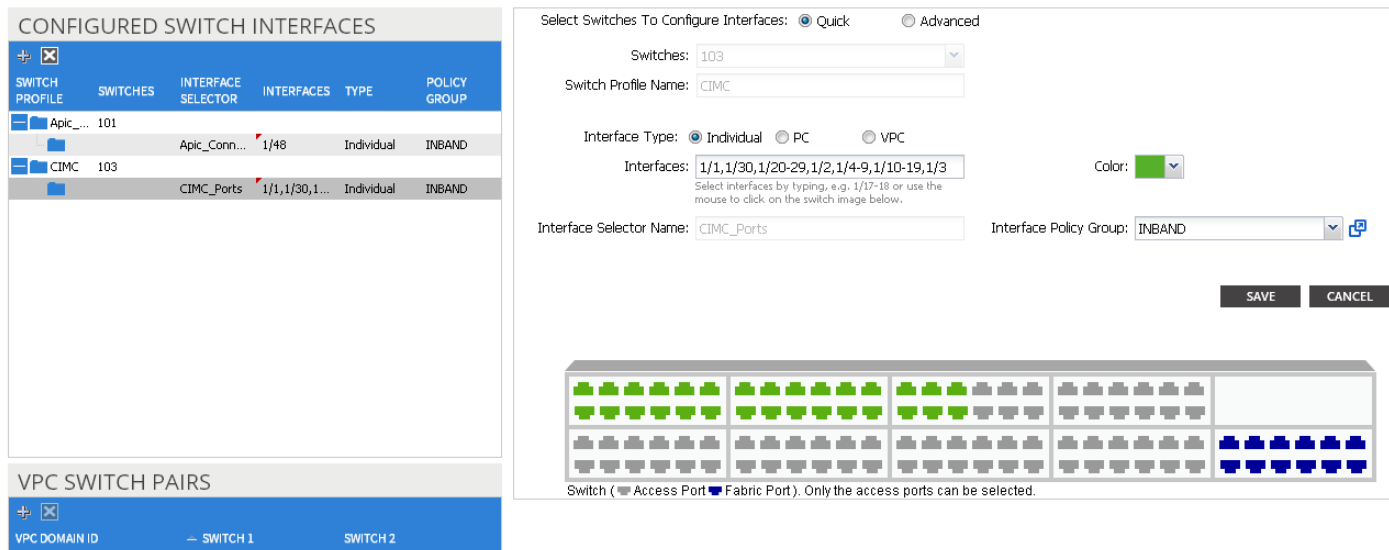 CONFIGURED SWITCH INTERFACES
SWITCH PROFILE SWITCHES INTERFACE SELECTOR INTERFACES TYPE POLICY GROUP
Apic_... 101
Apic_Conn... 1/48 Individual INBAND
CIMC 103
CIMC_Ports 1/1,1/30,1... Individual INBAND
VPC SWITCH PAIRS
VPC DOMAIN ID SWITCH 1 SWITCH 2
Select Switches To Configure Interfaces: Quick Advanced
Switches: 103
Switch Profile Name: CIMC
Interface Type: Individual PC VPC
Interfaces: 1/1,1/30,1/20-29,1/2,1/4-9,1/10-19,1/3 Color:
Select interfaces by typing, e.g. 1/17-18 or use the
mouse to click on the switch image below.
Interface Selector Name: CIMC_Ports Interface Policy Group: INBAND
SAVE CANCEL
Switch ( Access Port Fabric Port ). Only the access ports can be selected.